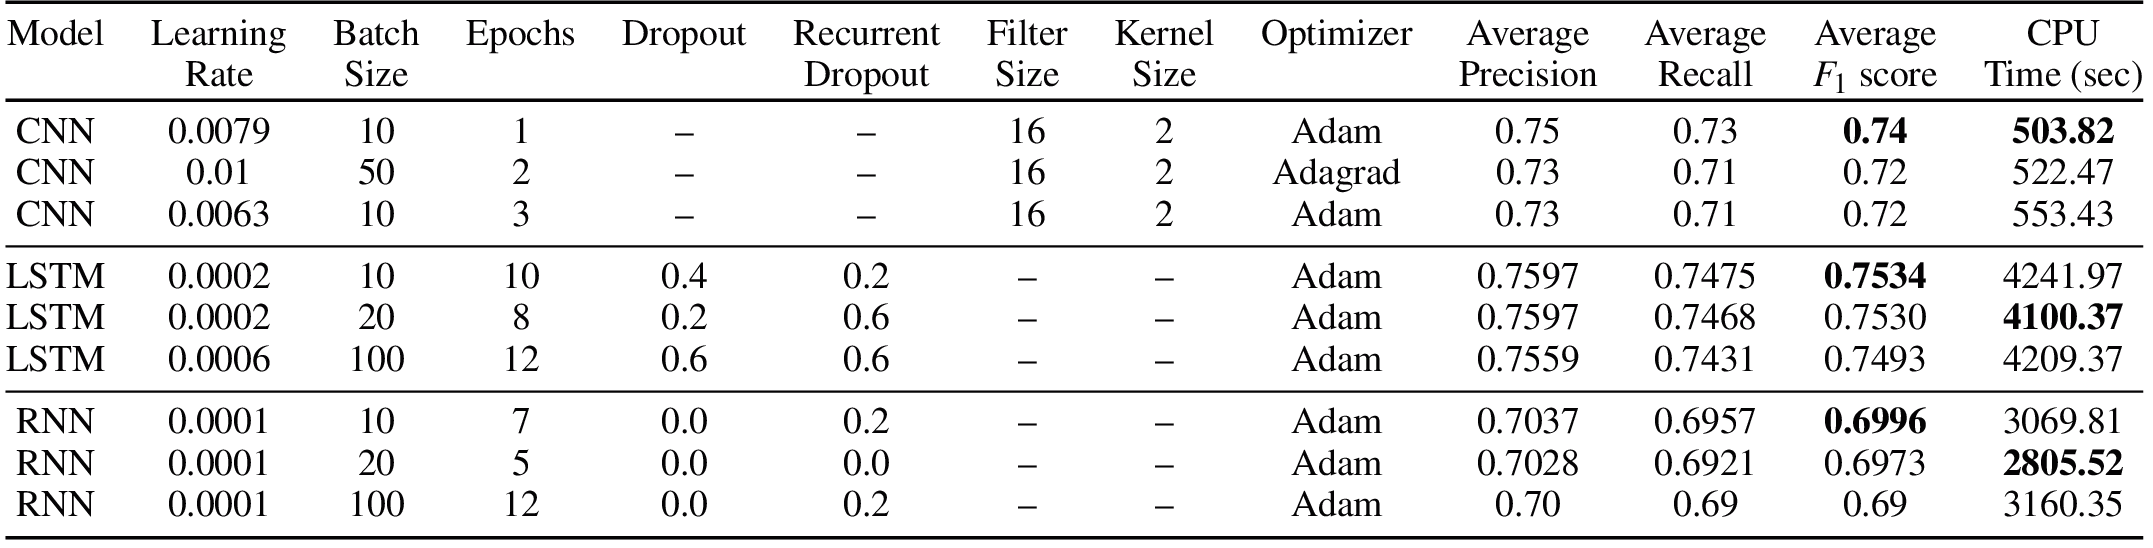 Model Learning Rate Batch Size Epochs Dropout Recurrent Dropout Filter Size Kernel Size Optimizer Average Precision Average Recall Average F1 score CPU Time (sec)
CNN 0.0079 10 1 – – 16 2 Adam 0.75 0.73 0.74 503.82
CNN 0.01 50 2 – – 16 2 Adagrad 0.73 0.71 0.72 522.47
CNN 0.0063 10 3 – – 16 2 Adam 0.73 0.71 0.72 553.43
LSTM 0.0002 10 10 0.4 0.2 – – Adam 0.7597 0.7475 0.7534 4241.97
LSTM 0.0002 20 8 0.2 0.6 – – Adam 0.7597 0.7468 0.7530 4100.37
LSTM 0.0006 100 12 0.6 0.6 – – Adam 0.7559 0.7431 0.7493 4209.37
RNN 0.0001 10 7 0.0 0.2 – – Adam 0.7037 0.6957 0.6996 3069.81
RNN 0.0001 20 5 0.0 0.0 – – Adam 0.7028 0.6921 0.6973 2805.52
RNN 0.0001 100 12 0.0 0.2 – – Adam 0.70 0.69 0.69 3160.35